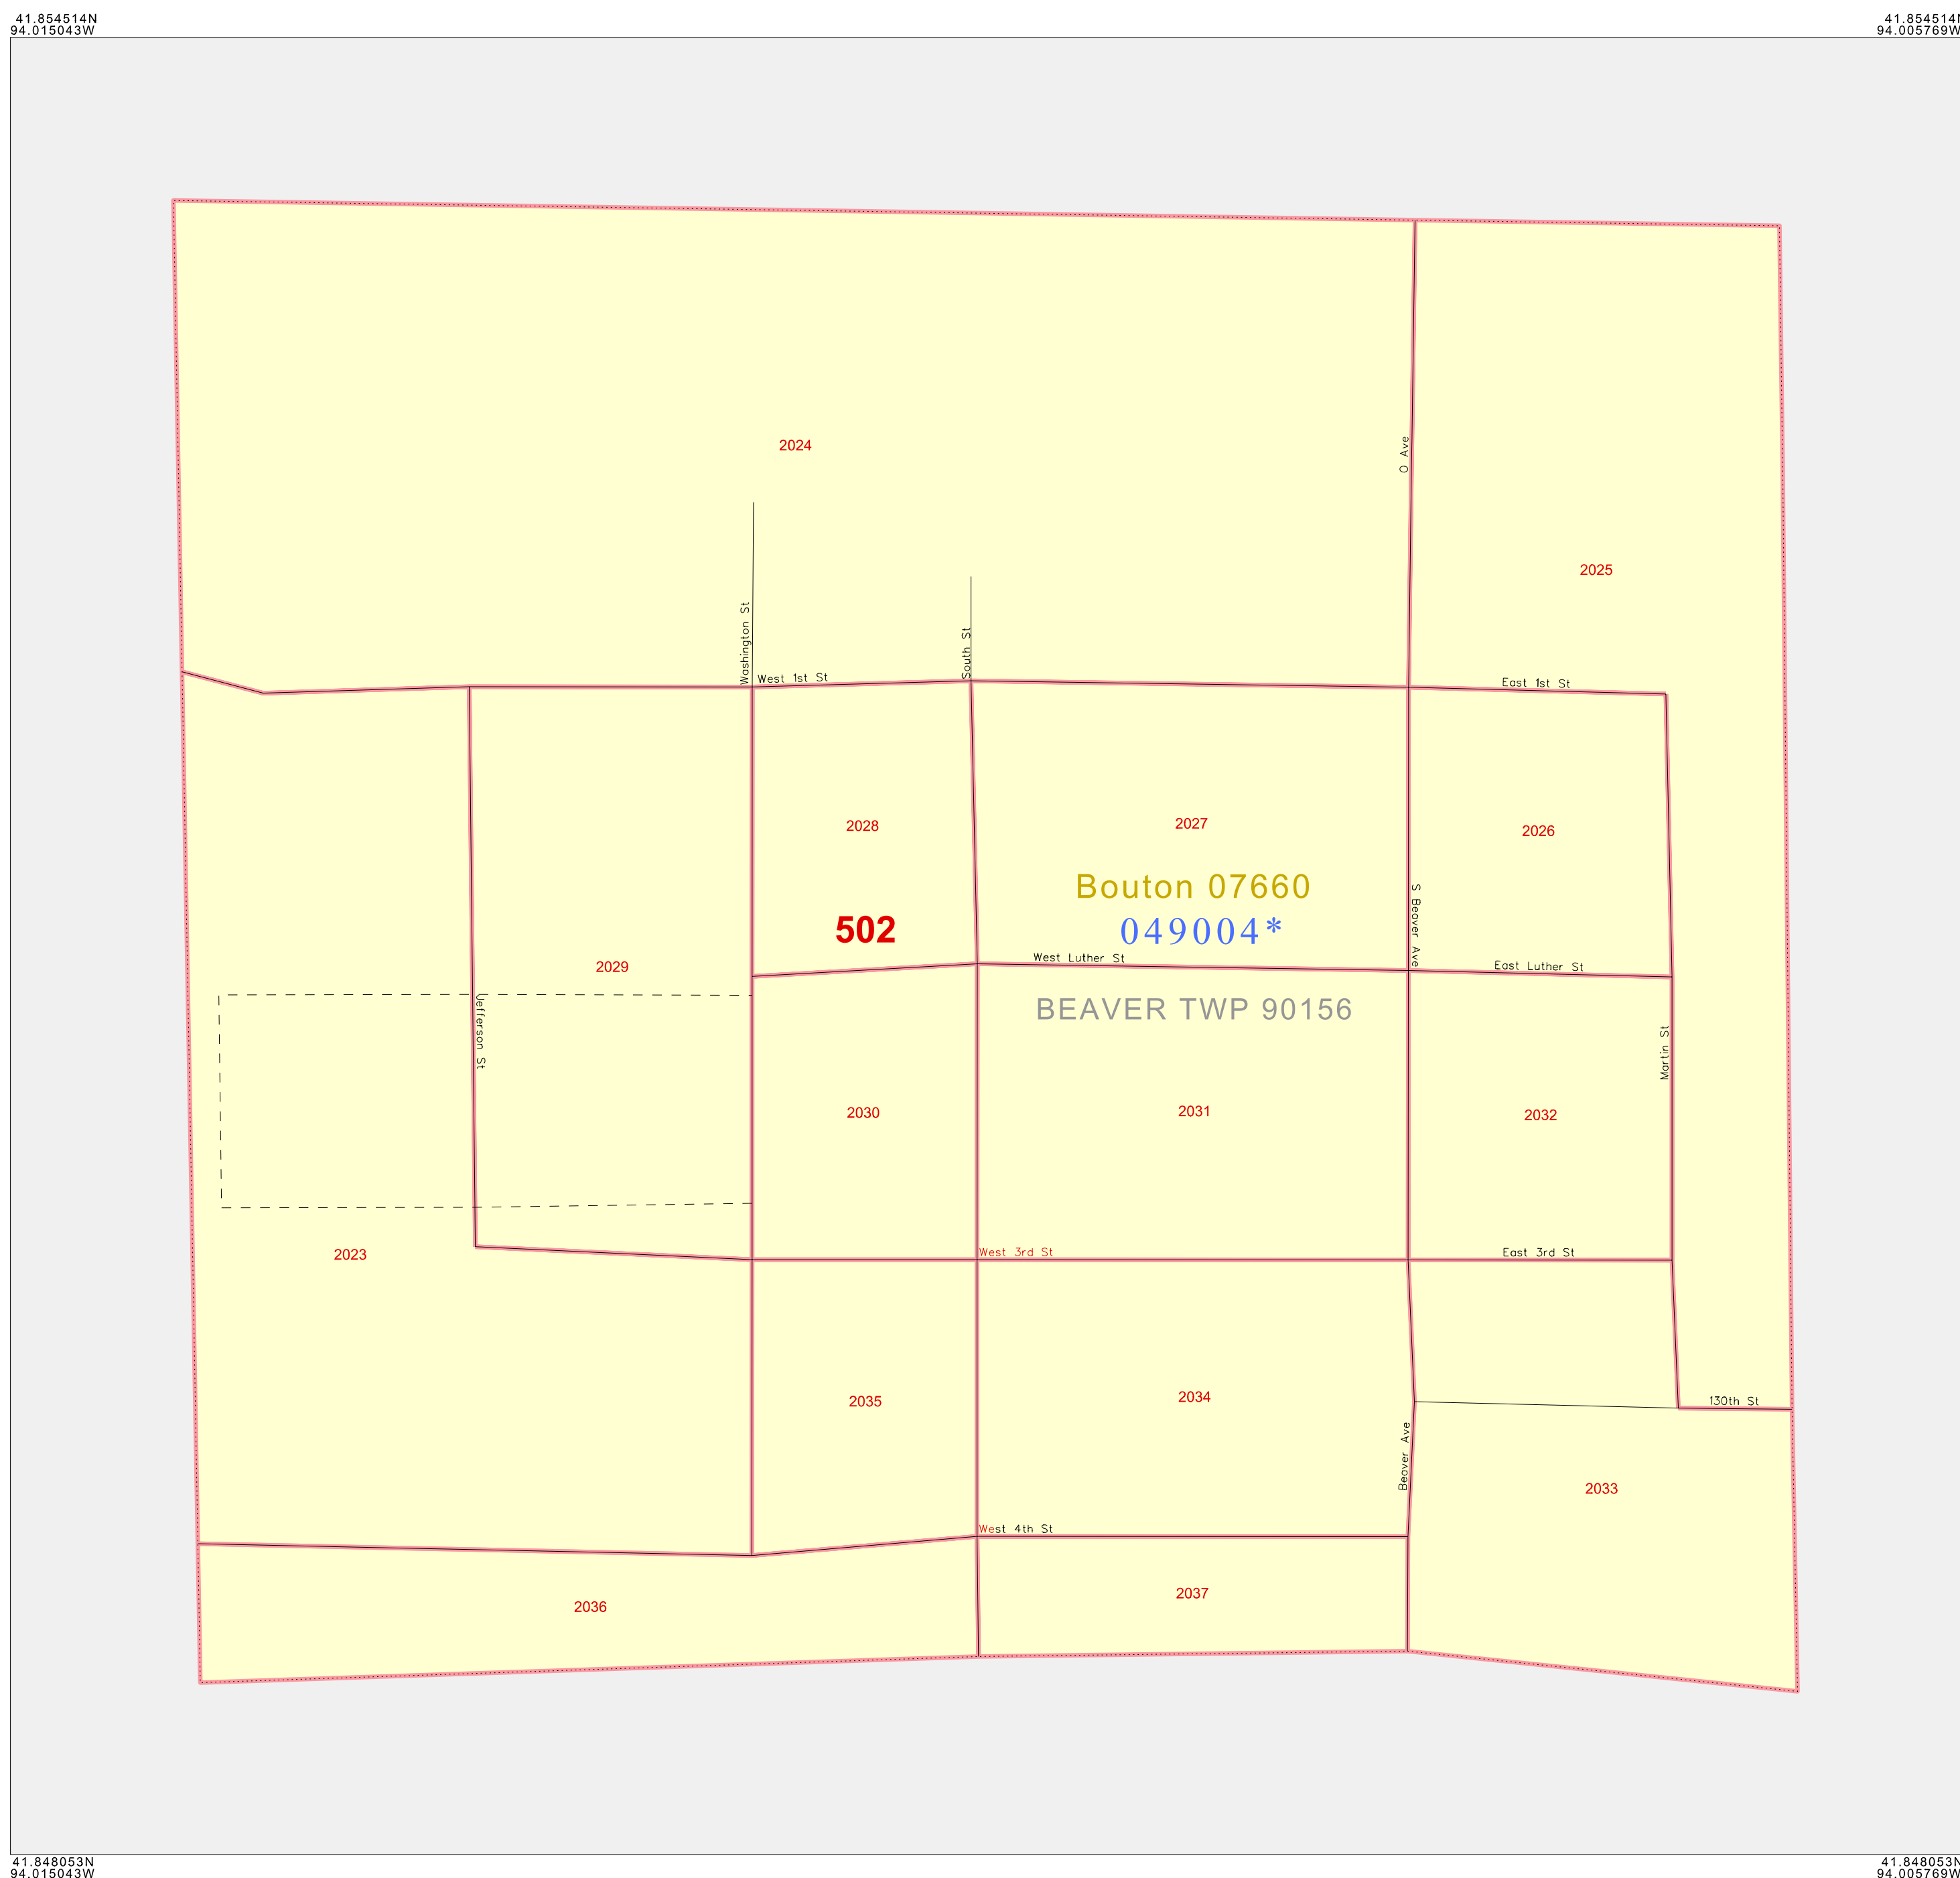 41.854514N
94.015043W
41.854514N
94.005769W
2024
O Ave
2025
Washington St
South St
West 1st St
East 1st St
2028
2027
2026
Bouton 07660
502
049004*
S Beaver Ave
2029
West Luther St
East Luther St
Jefferson St
BEAVER TWP 90156
Martin St
2030
2031
2032
2023
West 3rd St
East 3rd St
2035
2034
130th St
Beaver Ave
2033
West 4th St
2036
2037
41.848053N
94.015043W
41.848053N
94.005769W